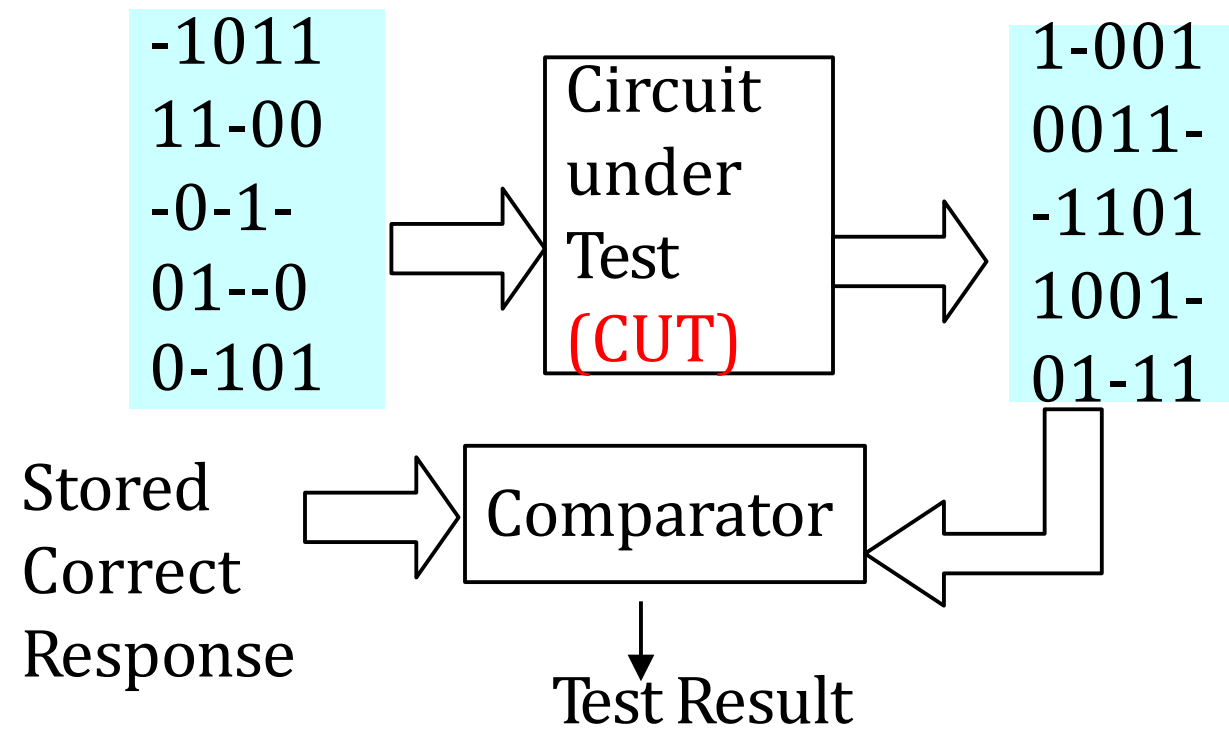 -1011
11-00
-0-1-
01--0
0-101
Circuit
under
Test
(CUT)
1-001
0011-
-1101
1001-
01-11
Stored
Correct
Response
Comparator
Test Result